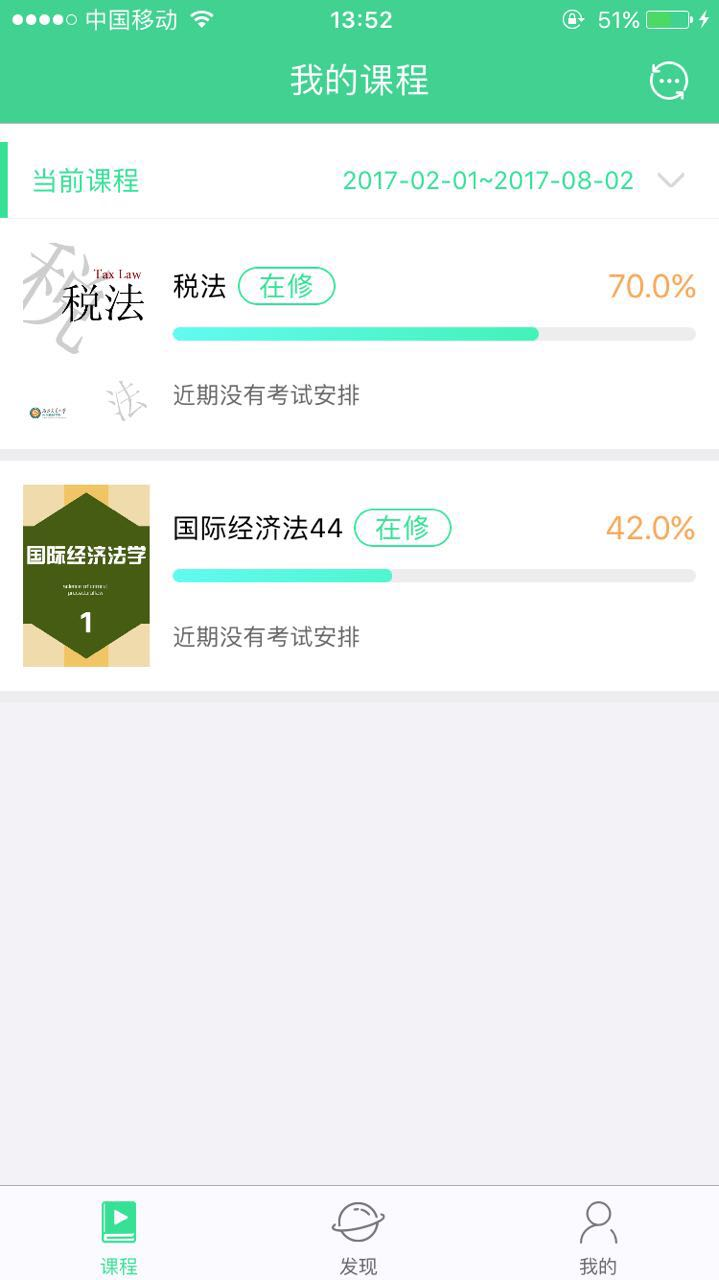 中国移动 13:52 51%
我的课程
当前课程 2017-02-01~2017-08-02
Tax Law
税法
税法 在修 70.0%
近期没有考试安排
国际经济法学
1
国际经济法44 在修 42.0%
近期没有考试安排
课程 发现 我的